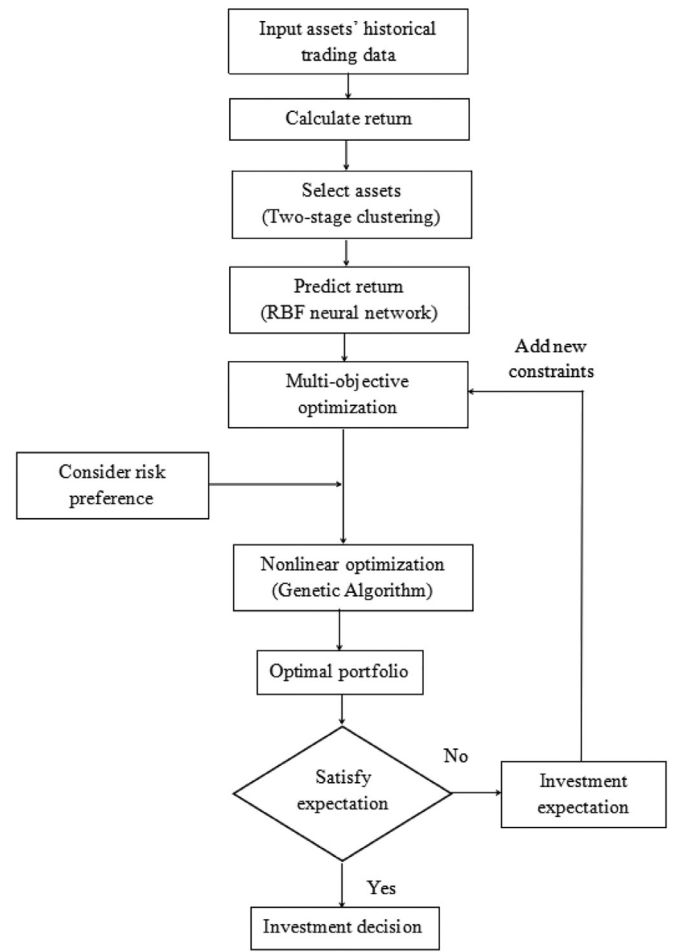 Input assets’ historical
trading data
Calculate return
Select assets
(Two-stage clustering)
Predict return
(RBF neural network)
Add new
constraints
Multi-objective
optimization
Consider risk
preference
Nonlinear optimization
(Genetic Algorithm)
Optimal portfolio
No
Satisfy
expectation
Investment
expectation
Yes
Investment decision